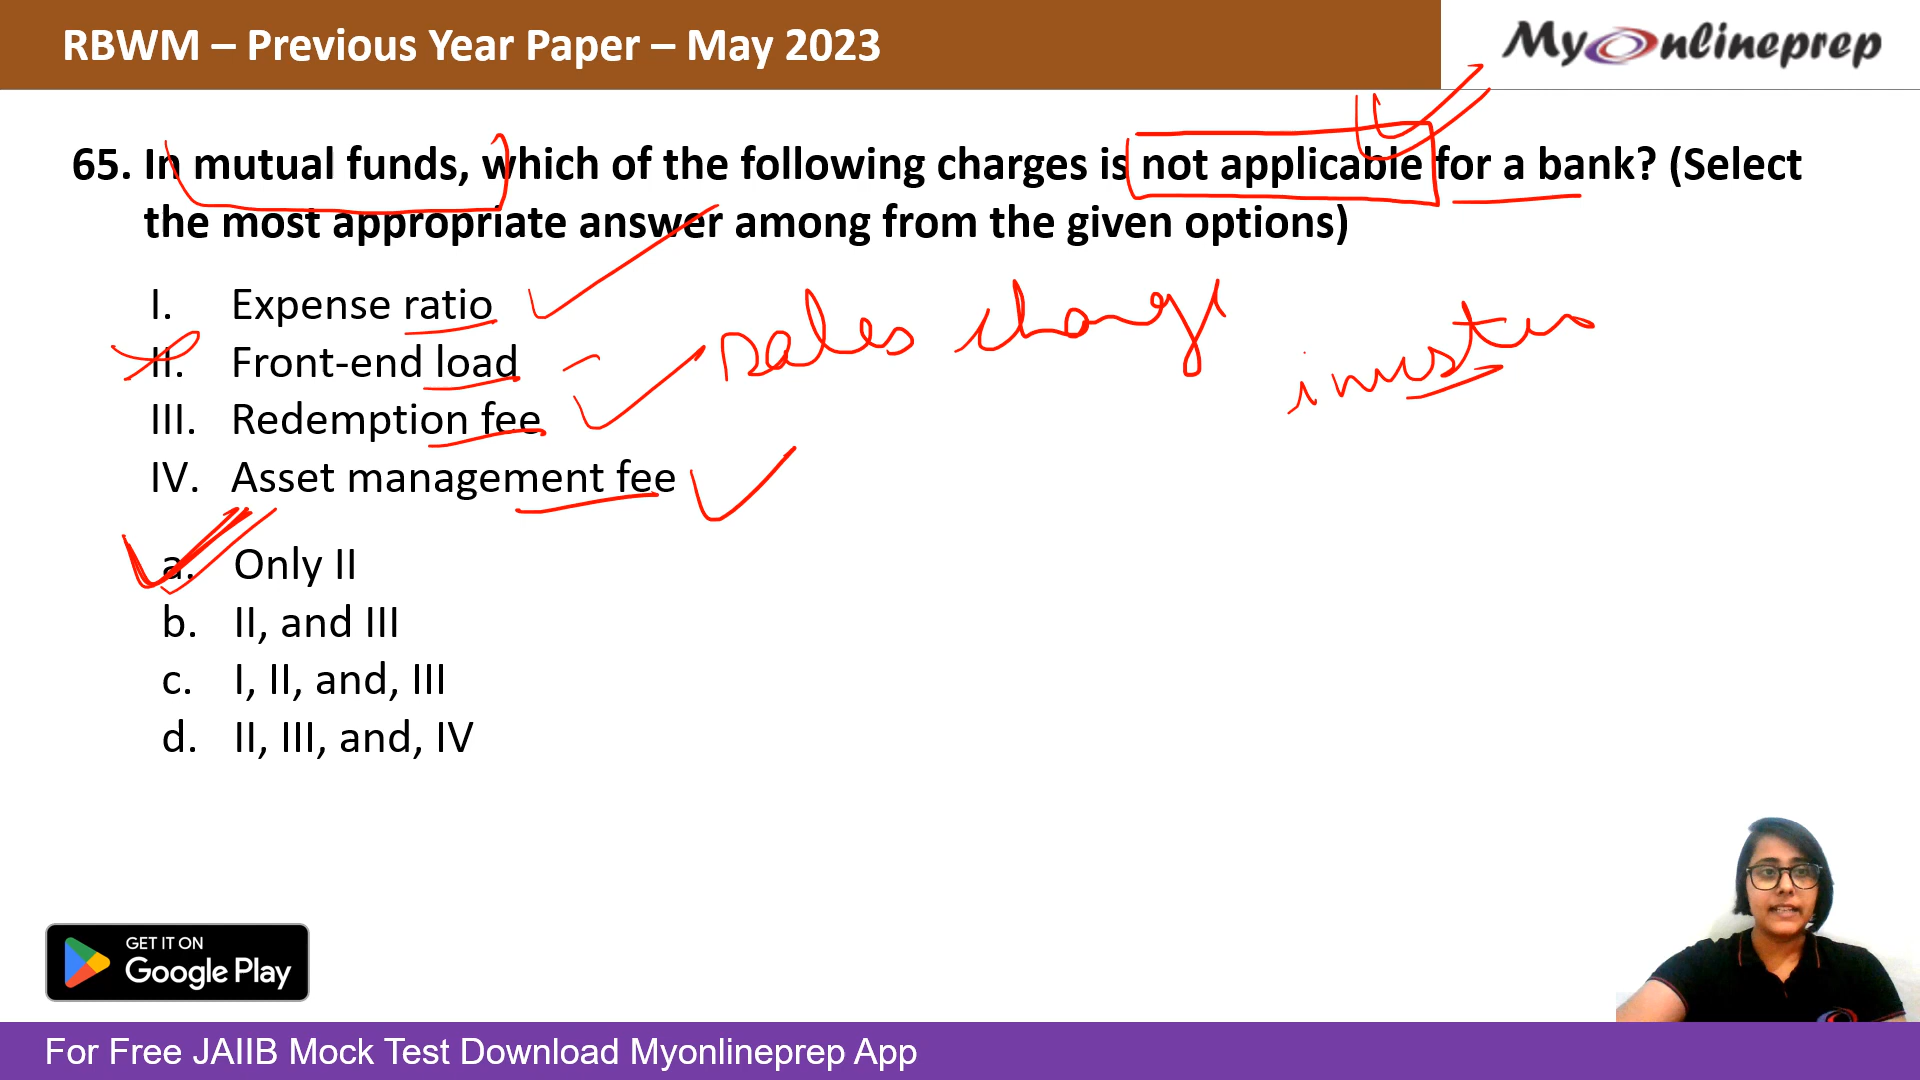 RBWM – Previous Year Paper – May 2023
MyOnlineprep
65. In mutual funds, which of the following charges is not applicable for a bank? (Select
the most appropriate answer among from the given options)
I. Expense ratio
II. Front-end load
III. Redemption fee
IV. Asset management fee
sales charge
a. Only II
b. II, and III
c. I, II, and, III
d. II, III, and, IV
GET IT ON
Google Play
For Free JAIIB Mock Test Download Myonlineprep App